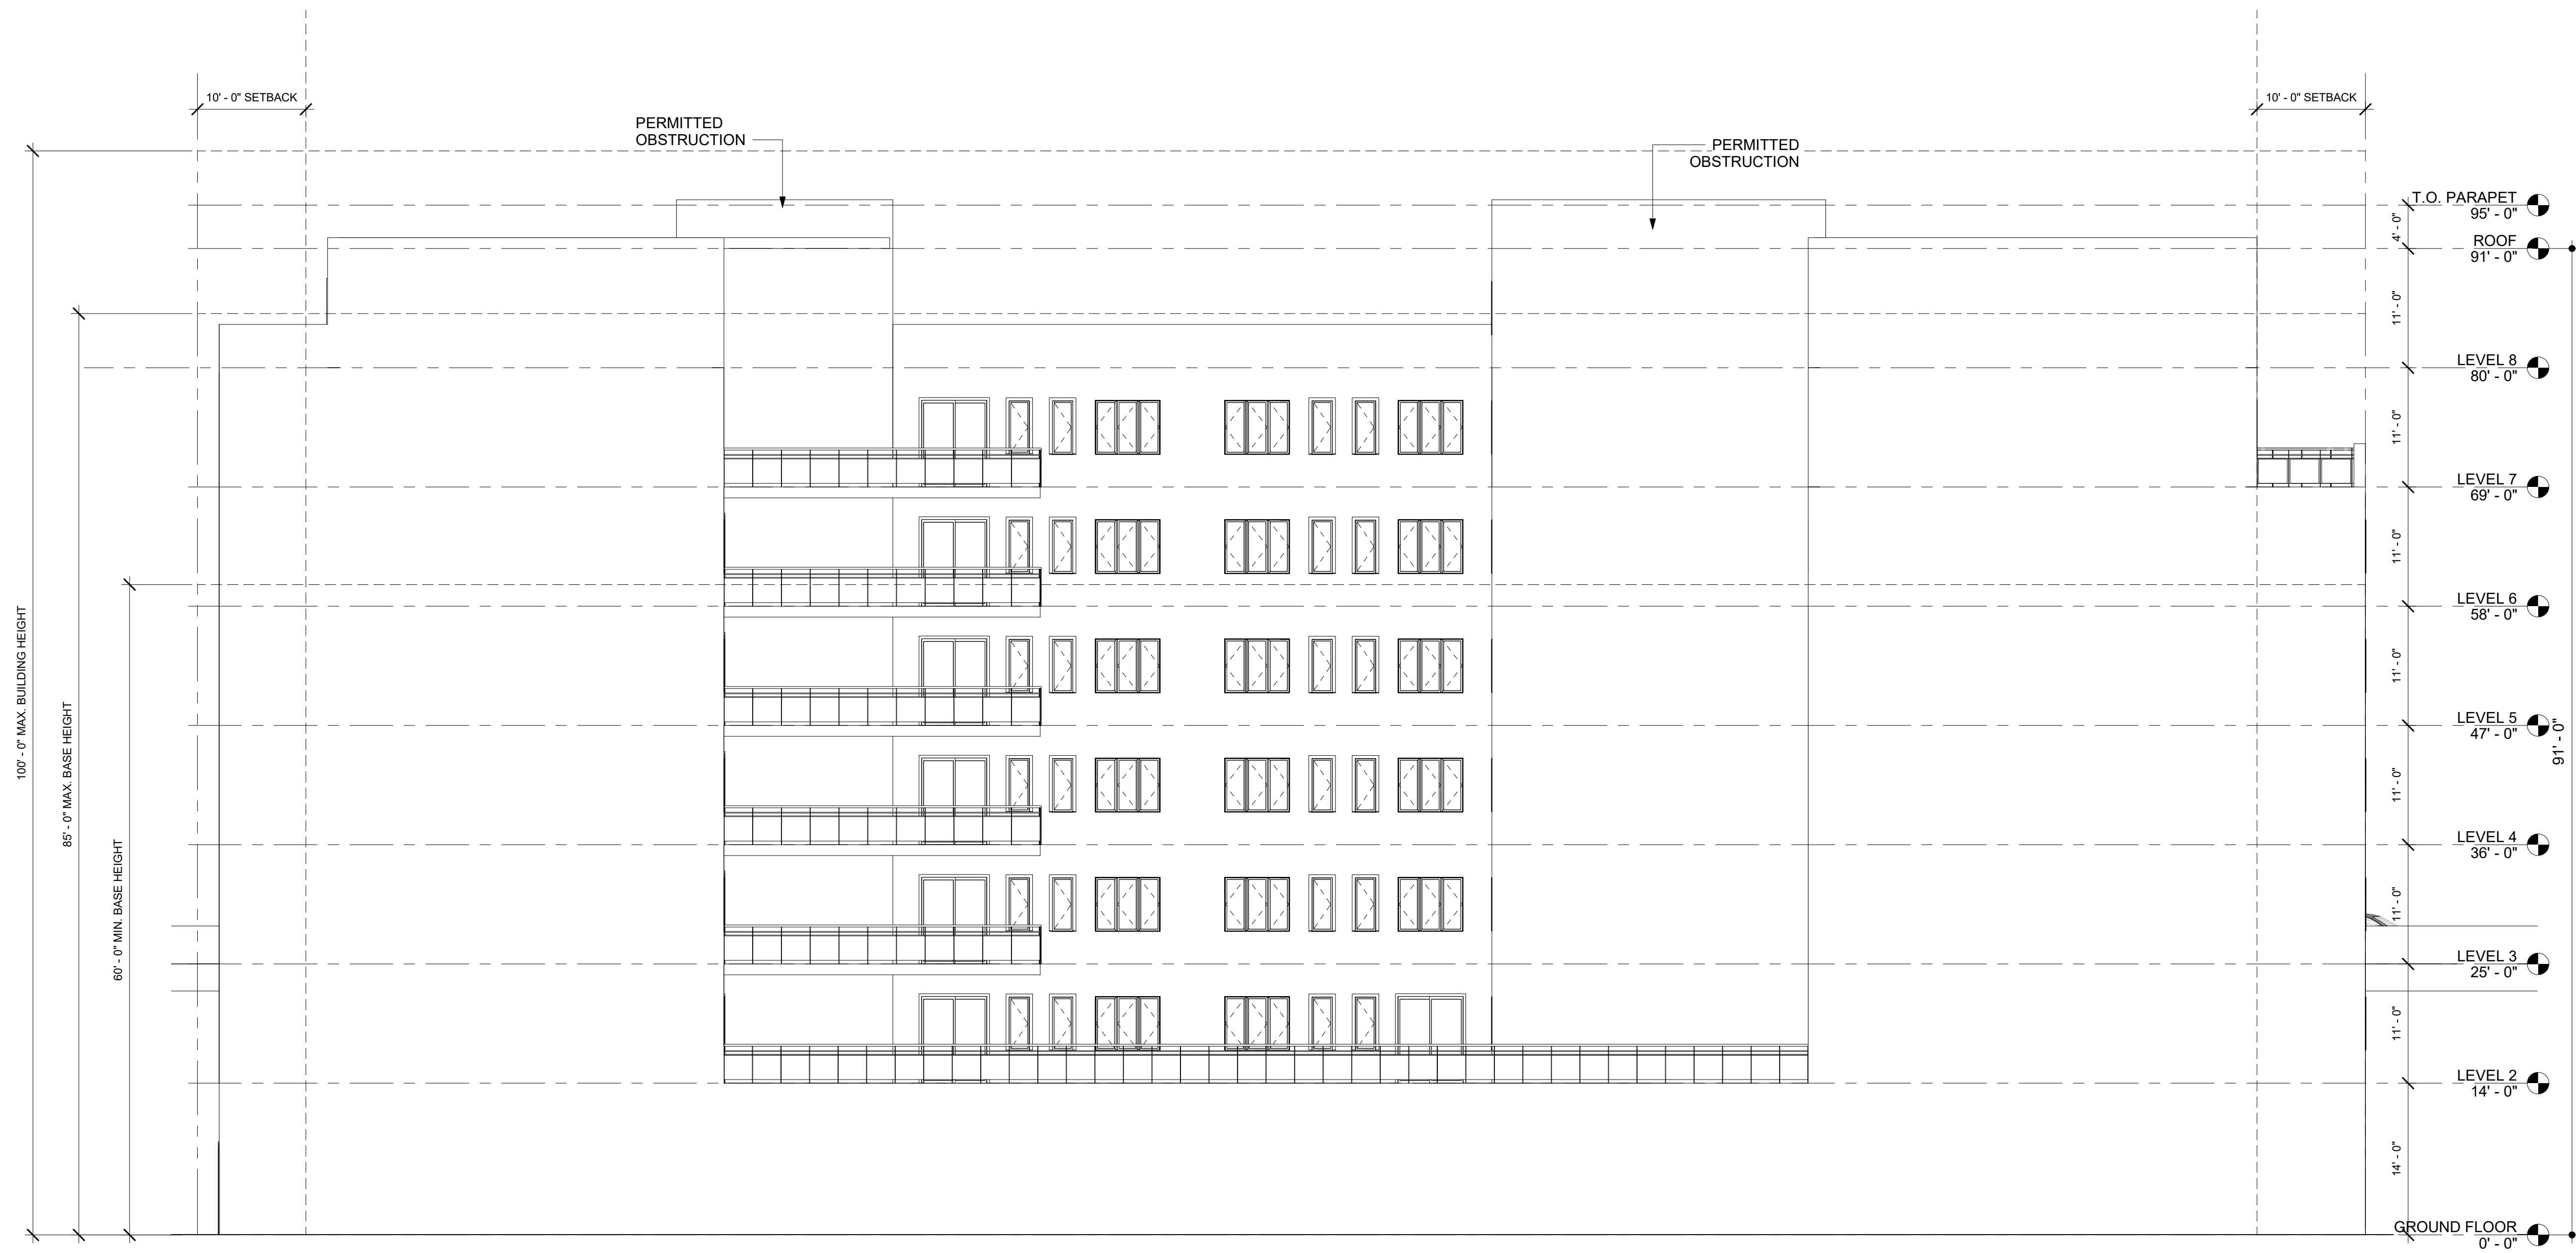 10' - 0" SETBACK
10' - 0" SETBACK
PERMITTED
OBSTRUCTION
PERMITTED
OBSTRUCTION
T.O. PARAPET
95' - 0"
4' - 0"
ROOF
91' - 0"
11' - 0"
LEVEL 8
80' - 0"
11' - 0"
LEVEL 7
69' - 0"
11' - 0"
LEVEL 6
58' - 0"
11' - 0"
LEVEL 5
47' - 0"
91' - 0"
11' - 0"
LEVEL 4
36' - 0"
11' - 0"
LEVEL 3
25' - 0"
11' - 0"
LEVEL 2
14' - 0"
14' - 0"
GROUND FLOOR
0' - 0"
100' - 0" MAX. BUILDING HEIGHT
85' - 0" MAX. BASE HEIGHT
60' - 0" MIN. BASE HEIGHT